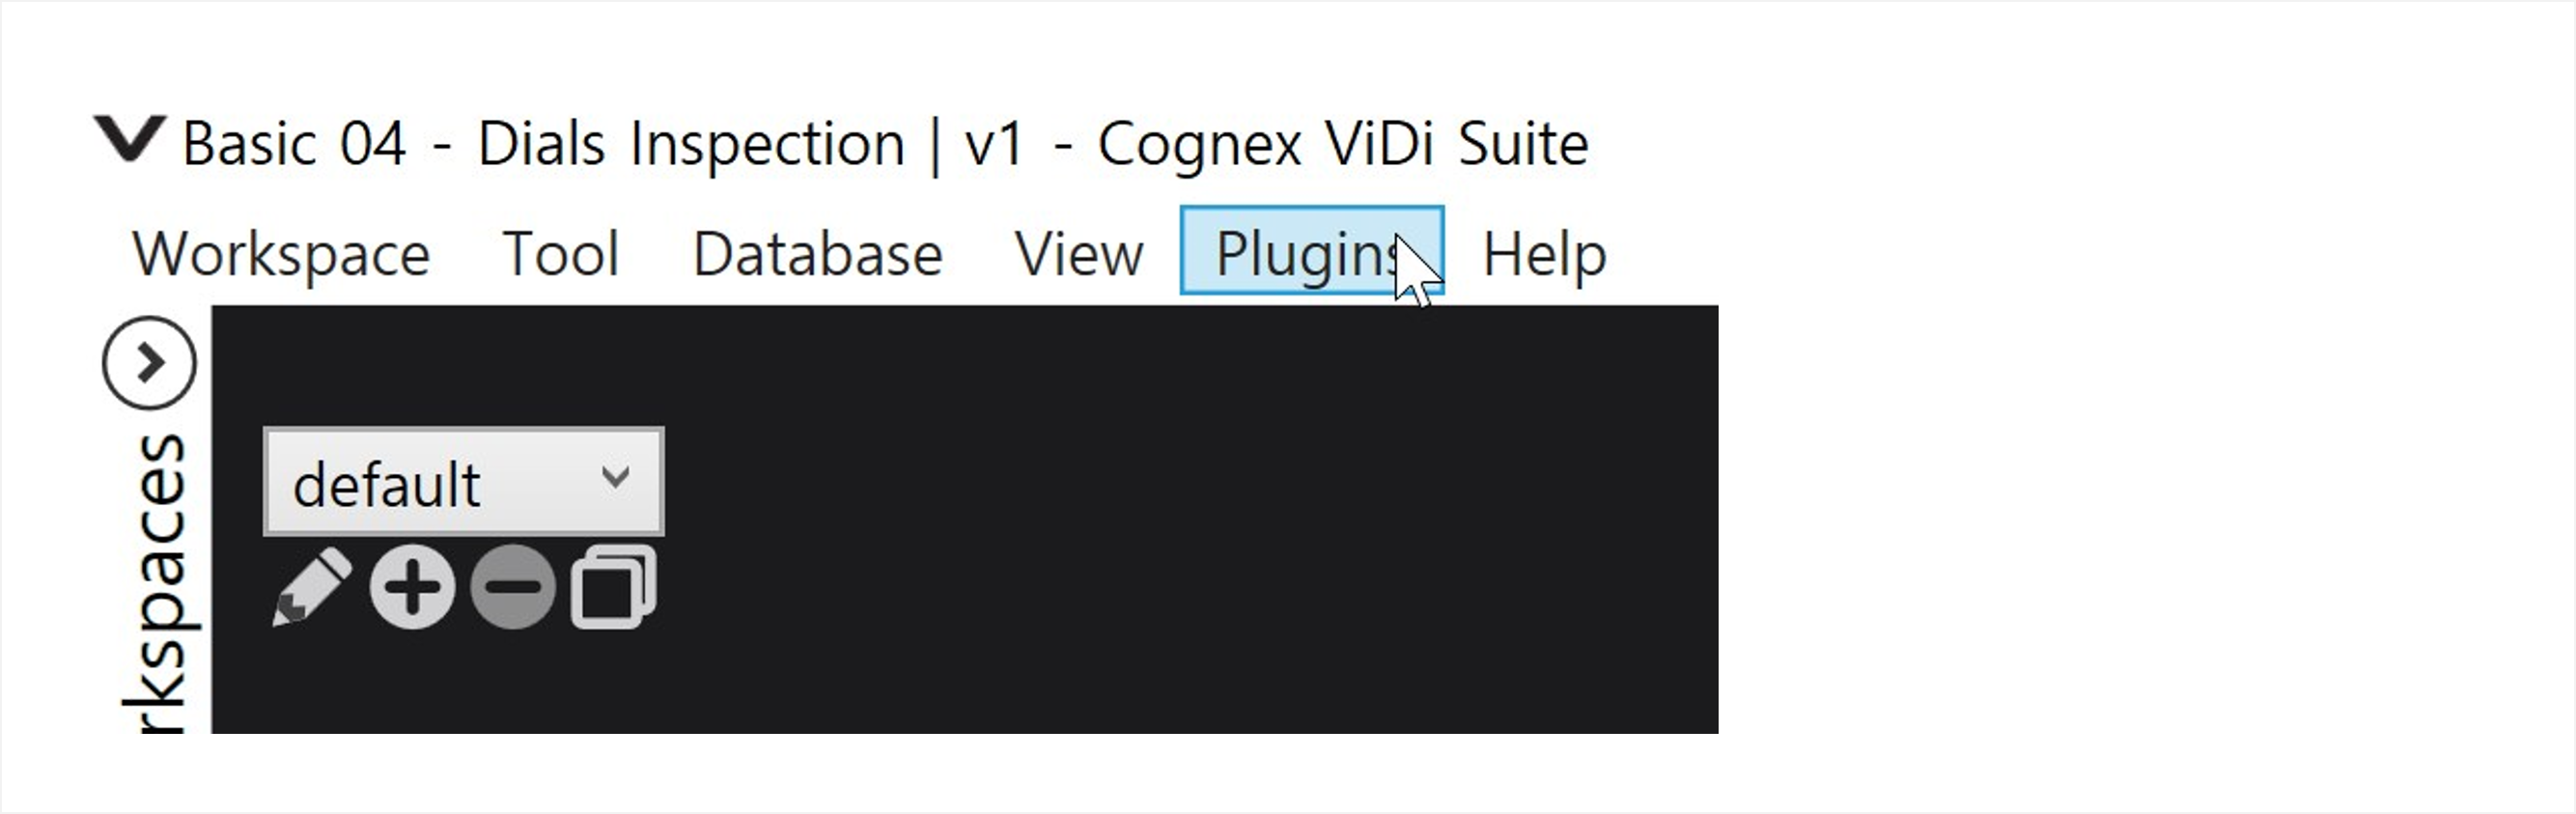 Basic 04 - Dials Inspection | v1 - Cognex ViDi Suite
Workspace Tool Database View Plugins Help
default
rkspaces